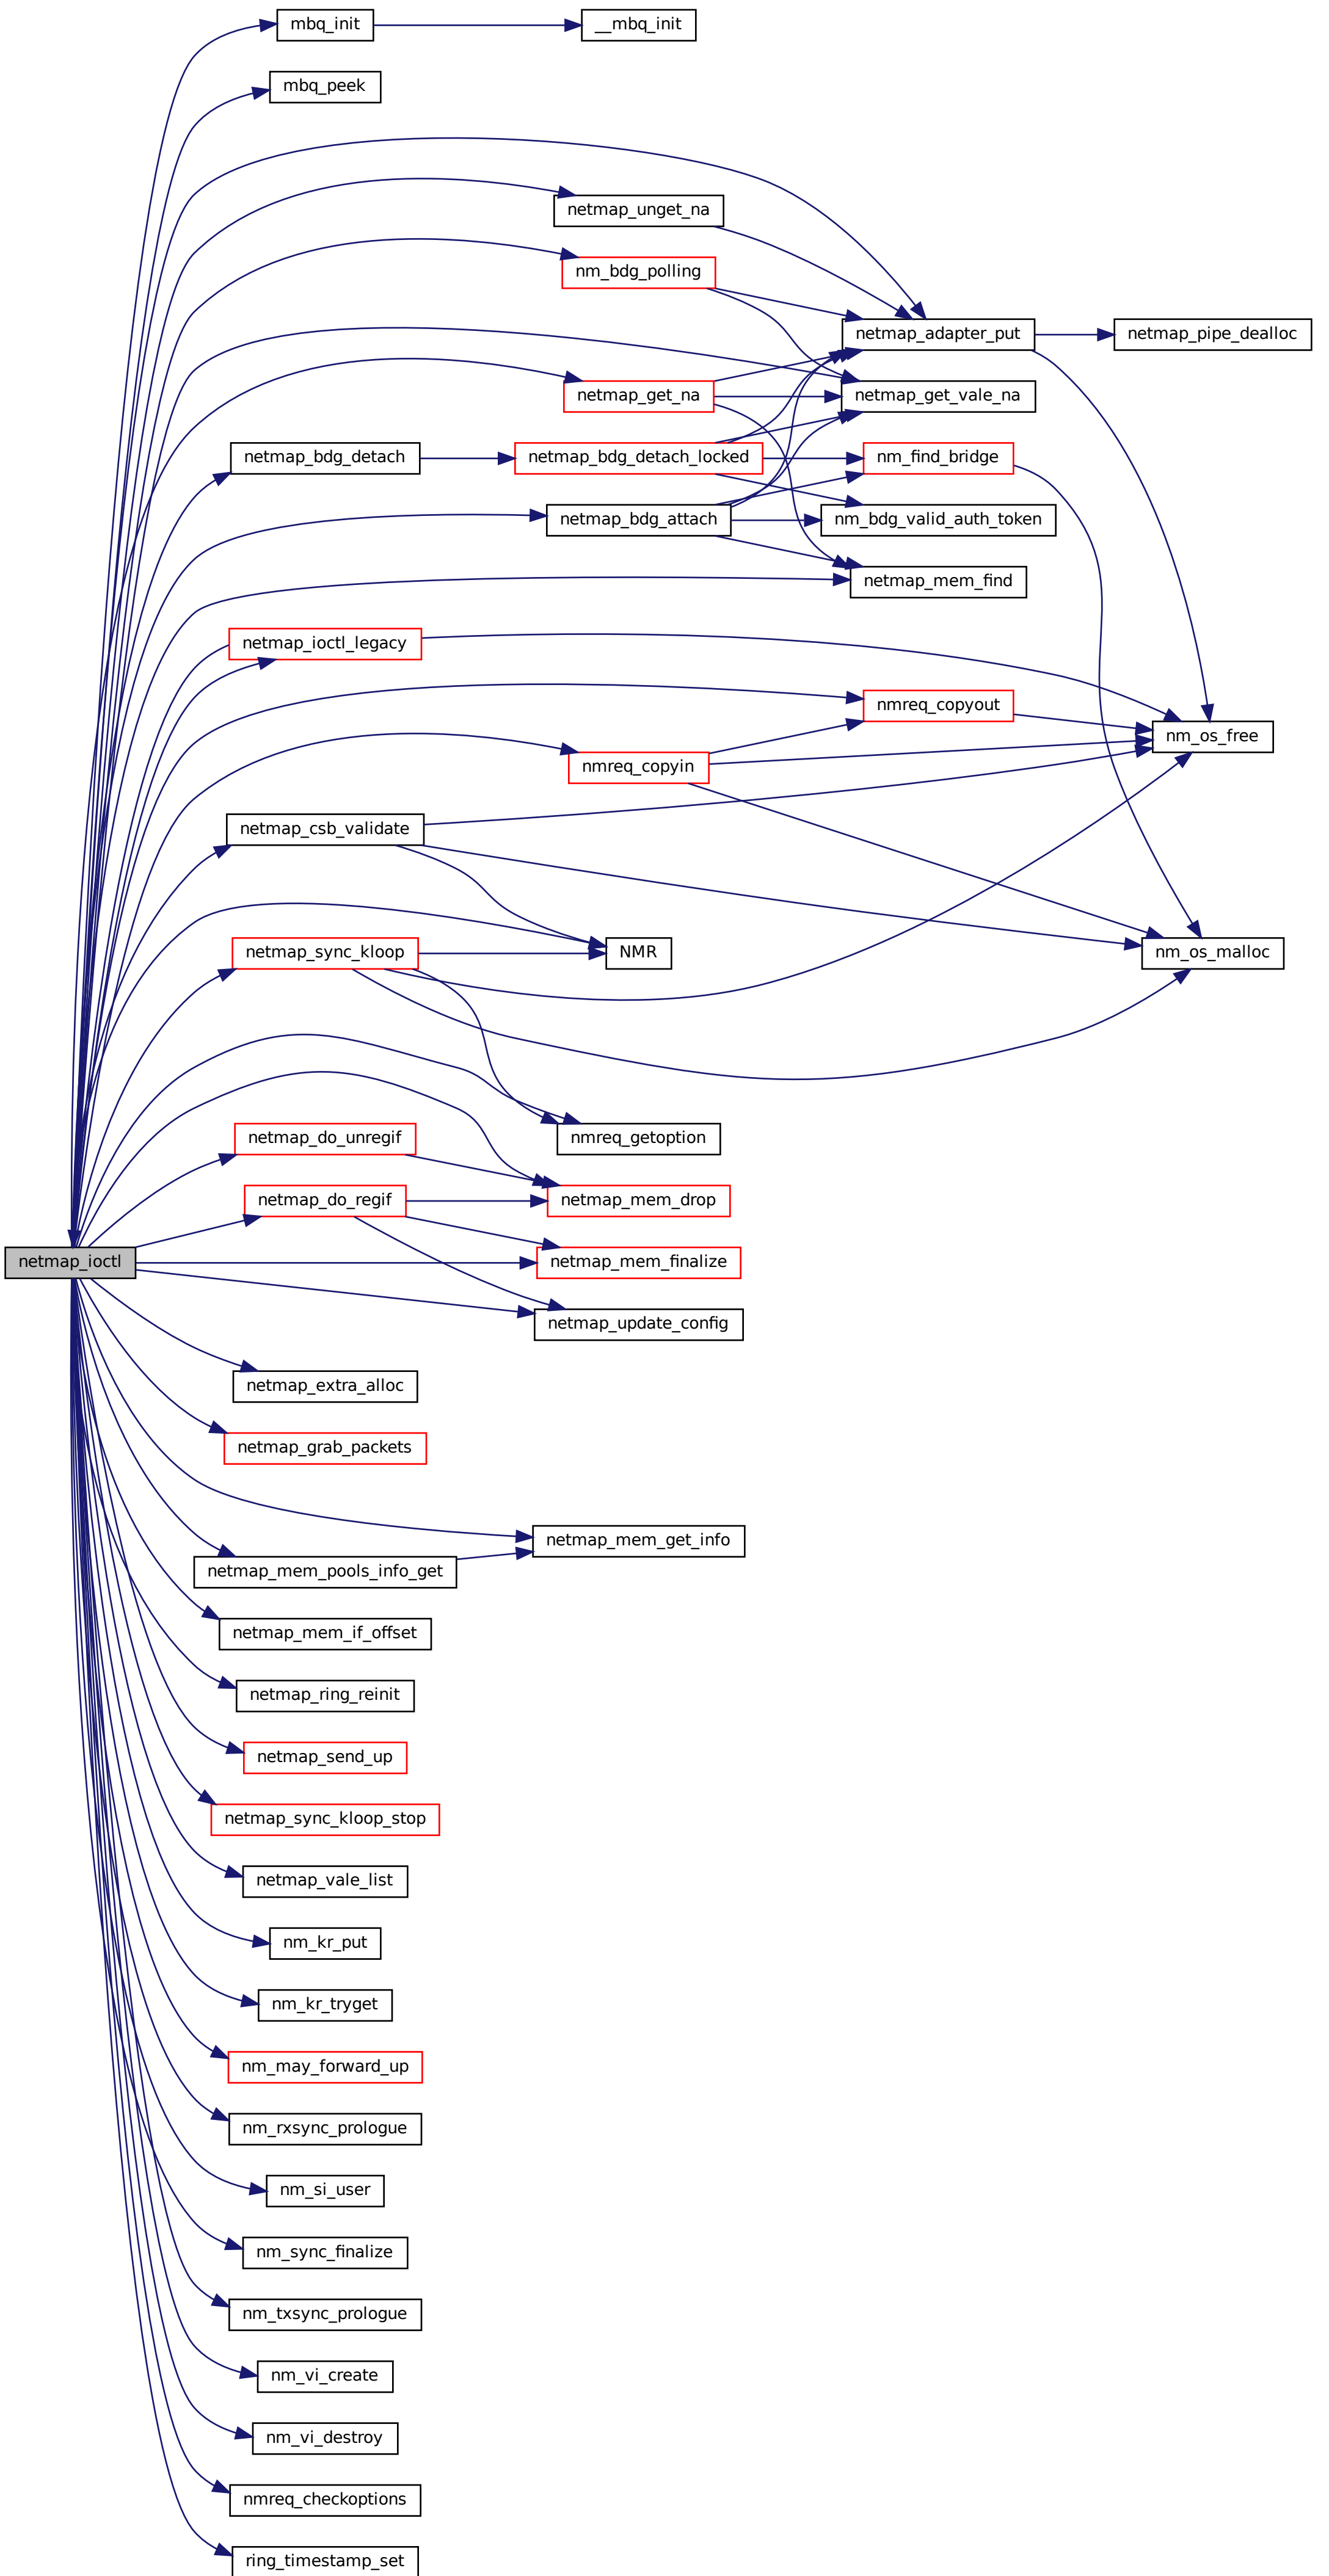 mbq_init
__mbq_init
mbq_peek
netmap_unget_na
nm_bdg_polling
netmap_adapter_put
netmap_pipe_dealloc
netmap_get_na
netmap_get_vale_na
netmap_bdg_detach
netmap_bdg_detach_locked
nm_find_bridge
netmap_bdg_attach
nm_bdg_valid_auth_token
netmap_mem_find
netmap_ioctl_legacy
nmreq_copyout
nm_os_free
nmreq_copyin
netmap_csb_validate
netmap_sync_kloop
NMR
nm_os_malloc
netmap_do_unregif
nmreq_getoption
netmap_do_regif
netmap_mem_drop
netmap_ioctl
netmap_mem_finalize
netmap_update_config
netmap_extra_alloc
netmap_grab_packets
netmap_mem_get_info
netmap_mem_pools_info_get
netmap_mem_if_offset
netmap_ring_reinit
netmap_send_up
netmap_sync_kloop_stop
netmap_vale_list
nm_kr_put
nm_kr_tryget
nm_may_forward_up
nm_rxsync_prologue
nm_si_user
nm_sync_finalize
nm_txsync_prologue
nm_vi_create
nm_vi_destroy
nmreq_checkoptions
ring_timestamp_set